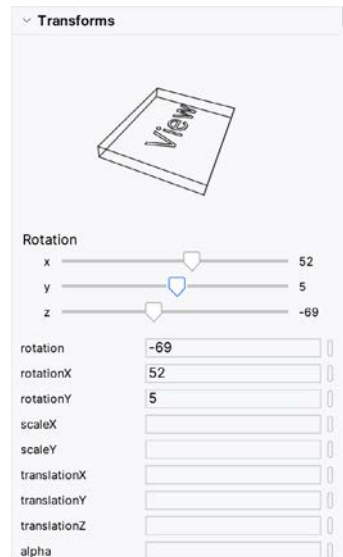 Transforms
View
Rotation
x 52
y 5
z -69
rotation -69
rotationX 52
rotationY 5
scaleX
scaleY
translationX
translationY
translationZ
alpha